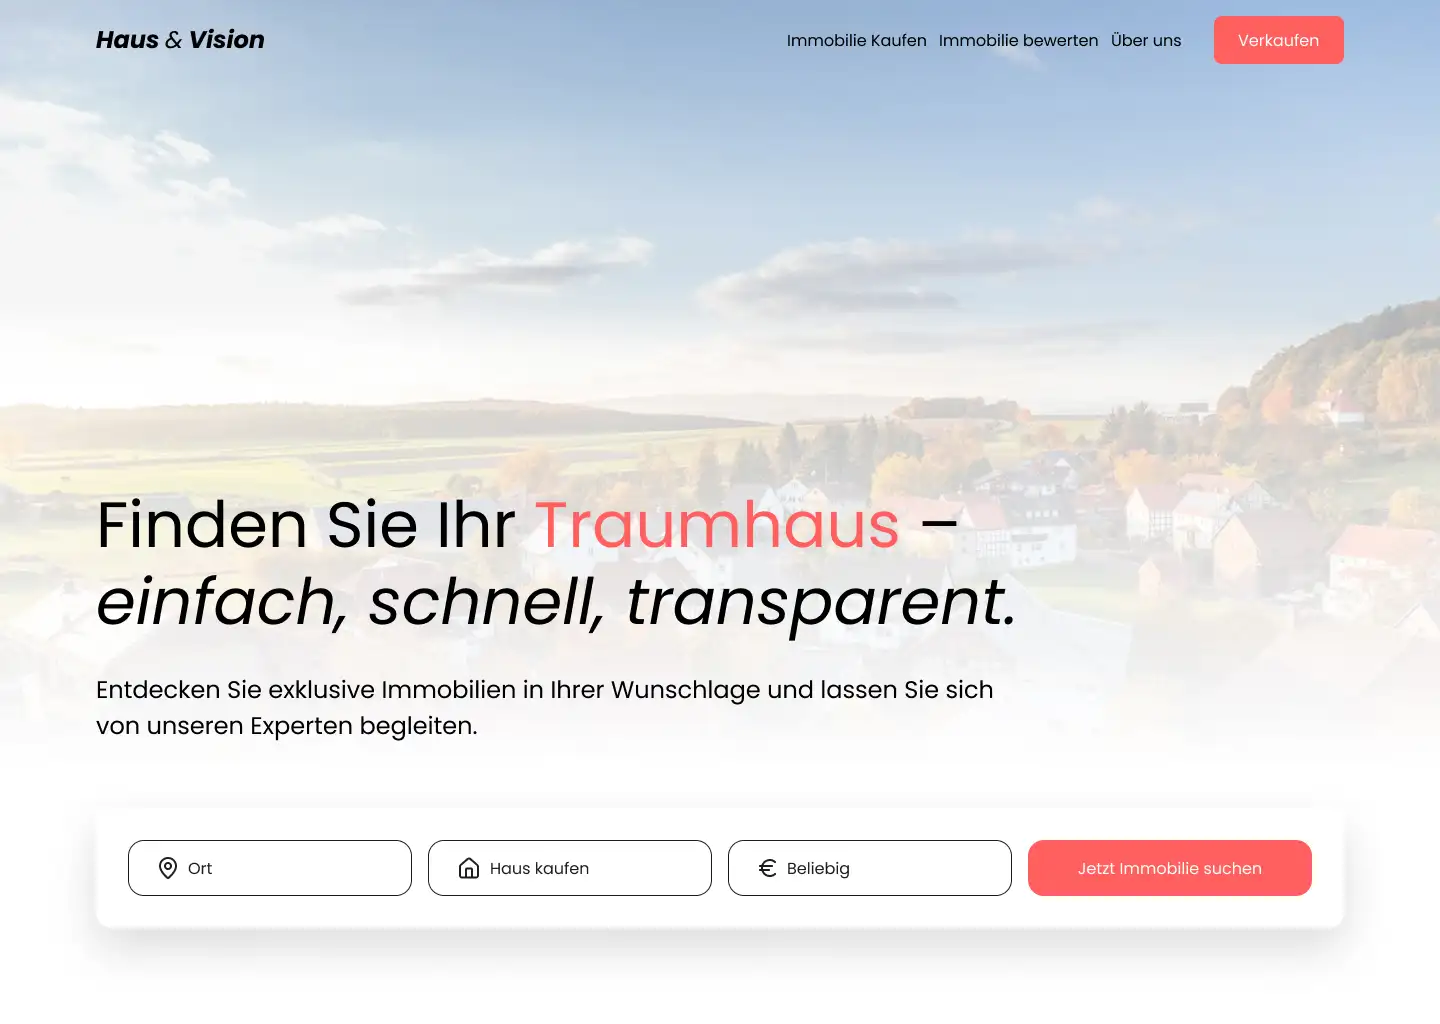 Haus & Vision
Immobilie Kaufen
Immobilie bewerten
Über uns
Verkaufen
Finden Sie Ihr Traumhaus –
einfach, schnell, transparent.
Entdecken Sie exklusive Immobilien in Ihrer Wunschlage und lassen Sie sich
von unseren Experten begleiten.
Ort
Haus kaufen
€ Beliebig
Jetzt Immobilie suchen